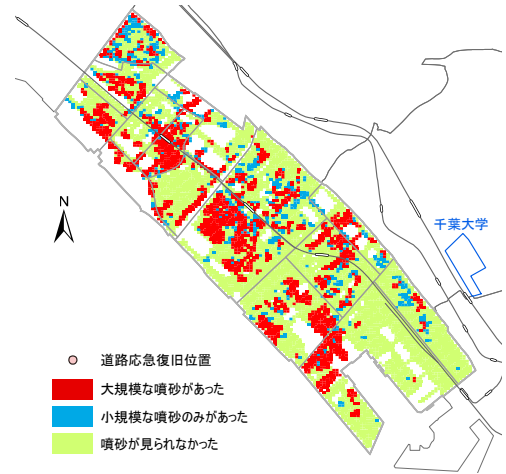 千葉大学
N
道路応急復旧位置
大規模な噴砂があった
小規模な噴砂のみがあった
噴砂が見られなかった